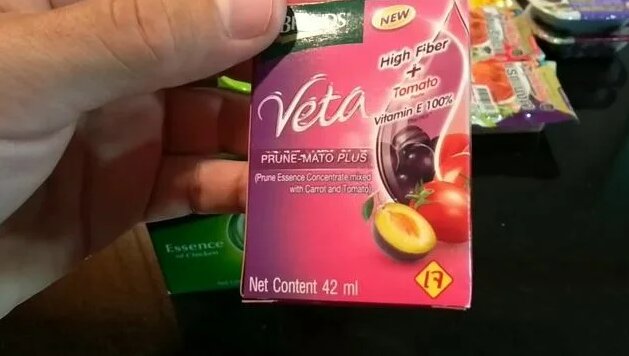 NEW
High Fiber
+
Tomato
Vitamin E 100%
Veta
PRUNE-MATO PLUS
(Prune Essence Concentrate mixed
with Carrot and Tomato)
Net Content 42 ml
Essence
of Chicken